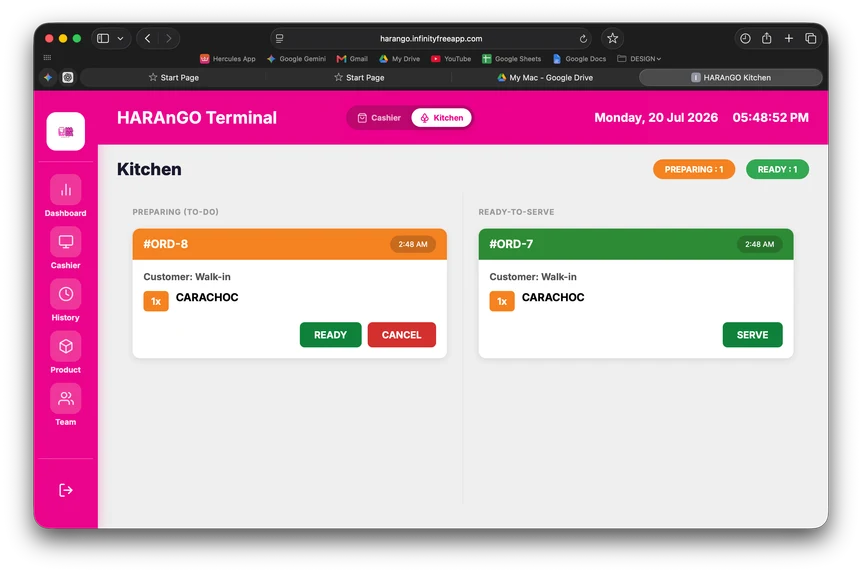 harango.infinityfreeapp.com
Hercules App Google Gemini Gmail My Drive YouTube Google Sheets Google Docs DESIGN
Start Page Start Page My Mac - Google Drive I HARAnGO Kitchen
HARAnGO Terminal Cashier Kitchen Monday, 20 Jul 2026 05:48:52 PM
Kitchen PREPARING : 1 READY : 1
Dashboard
Cashier
History
Product
Team
PREPARING (TO-DO)
#ORD-8 2:48 AM
Customer: Walk-in
1x CARACHOC
READY CANCEL
READY-TO-SERVE
#ORD-7 2:48 AM
Customer: Walk-in
1x CARACHOC
SERVE